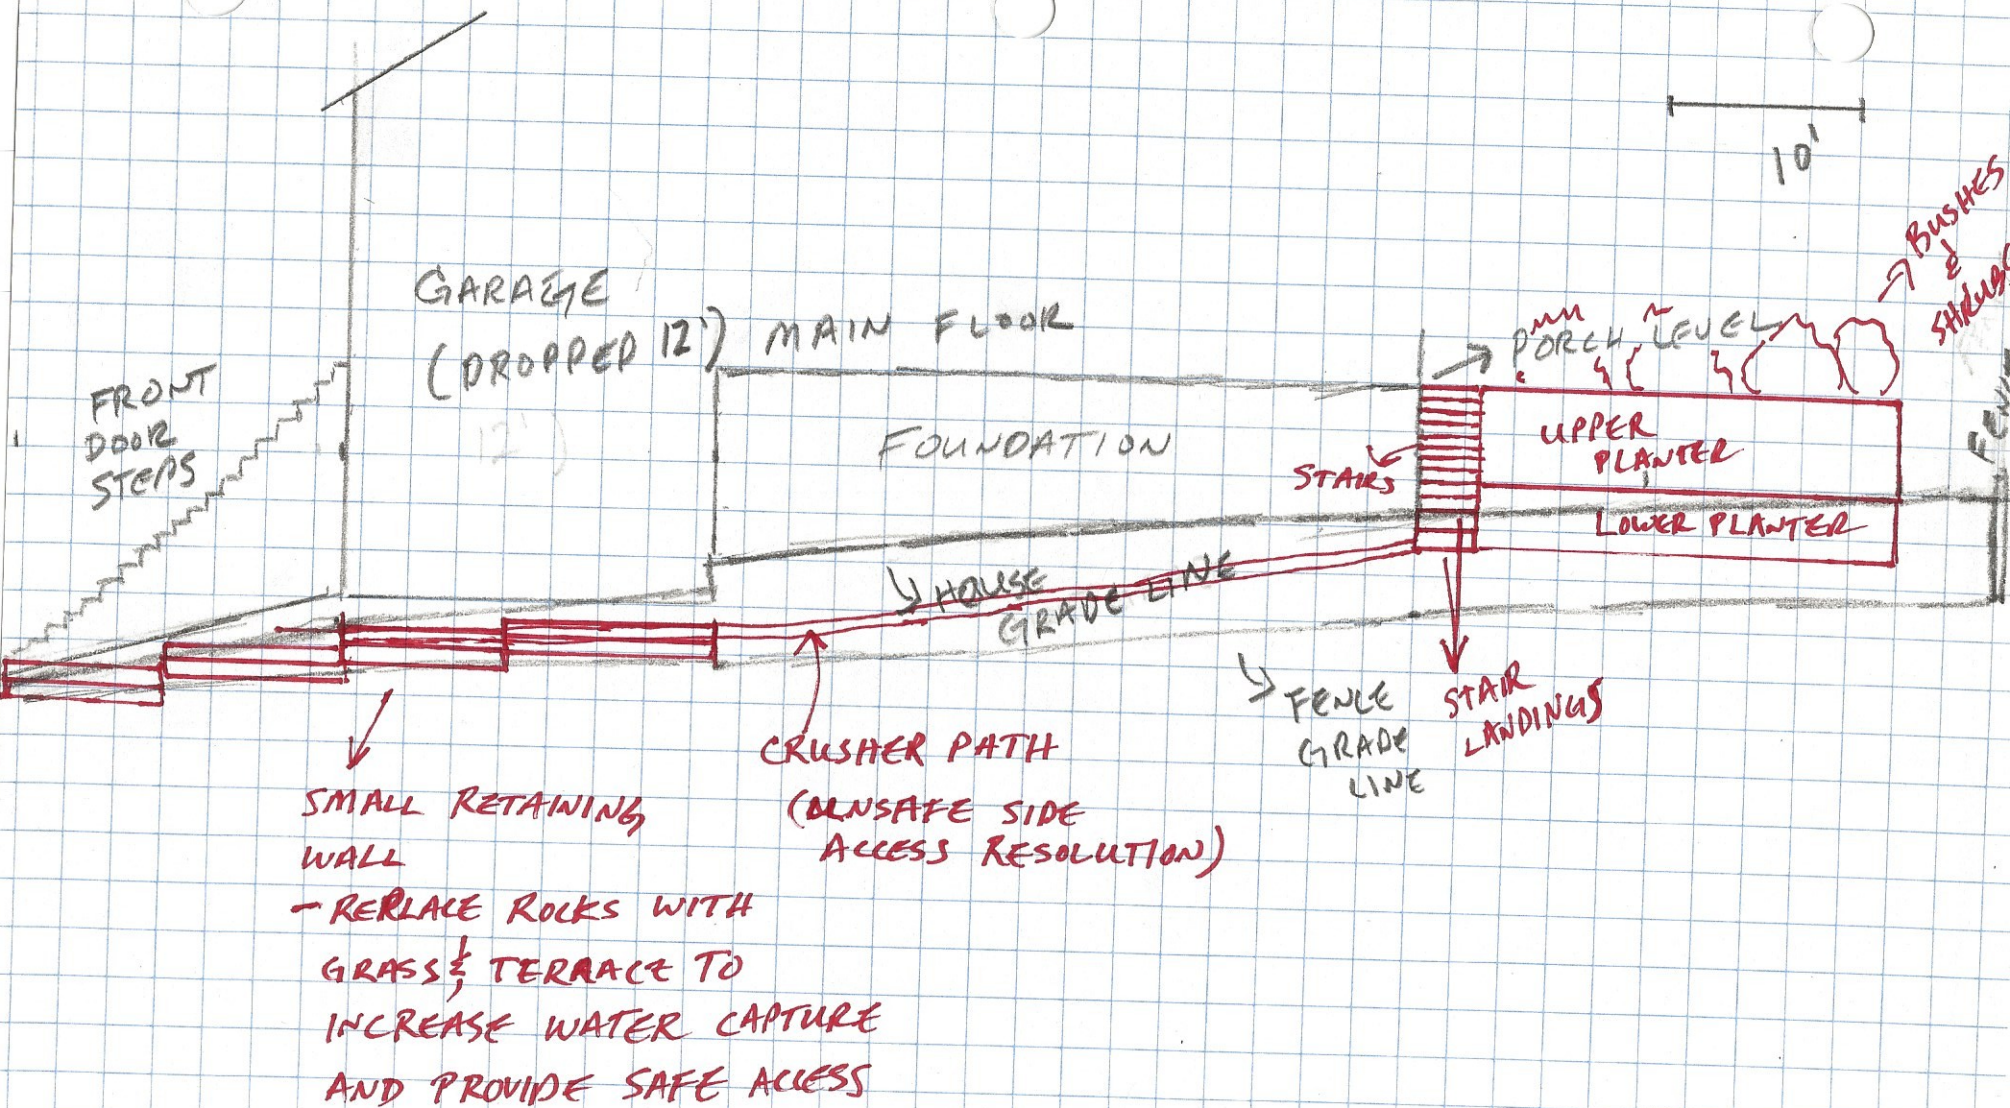 10'
BUSHES
&
SHRUBS
GARAGE
(DROPPED 12')
MAIN FLOOR
PORCH LEVEL
FRONT
DOOR
STEPS
12')
FOUNDATION
STAIRS
UPPER
PLANTER
LOWER PLANTER
HOUSE
GRADE LINE
FENCE
GRADE
LINE
STAIR
LANDINGS
CRUSHER PATH
(UNSAFE SIDE
ACCESS RESOLUTION)
SMALL RETAINING
WALL
- REPLACE ROCKS WITH
GRASS & TERRACE TO
INCREASE WATER CAPTURE
AND PROVIDE SAFE ACCESS